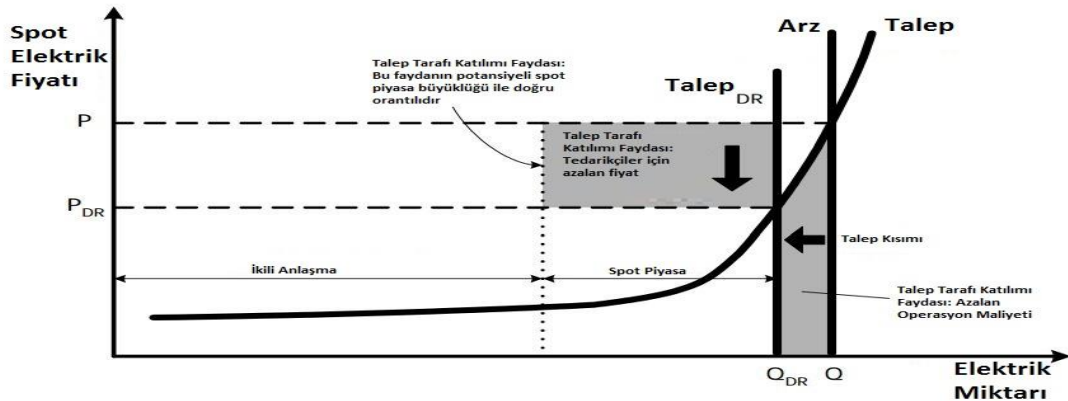 Spot
Elektrik
Fiyatı
Talep Tarafı Katılımı Faydası:
Bu faydanın potansiyeli spot
piyasa büyüklüğü ile doğru
orantılıdır
Arz
Talep
Talep DR
P
Talep Tarafı
Katılımı Faydası:
Tedarikçiler için
azalan fiyat
P DR
Talep Kısımı
İkili Anlaşma
Spot Piyasa
Talep Tarafı Katılımı
Faydası: Azalan
Operasyon Maliyeti
Q DR
Q
Elektrik
Miktarı